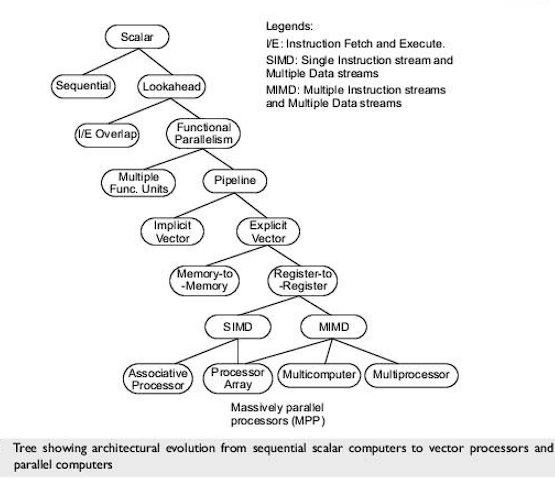 Scalar
Legends:
I/E: Instruction Fetch and Execute.
SIMD: Single Instruction stream and
Multiple Data streams
MIMD: Multiple Instruction streams
and Multiple Data streams
Sequential
Lookahead
I/E Overlap
Functional
Parallelism
Multiple
Func. Units
Pipeline
Implicit
Vector
Explicit
Vector
Memory-to
-Memory
Register-to
-Register
SIMD
MIMD
Associative
Processor
Processor
Array
Multicomputer
Multiprocessor
Massively parallel
processors (MPP)
Tree showing architectural evolution from sequential scalar computers to vector processors and
parallel computers